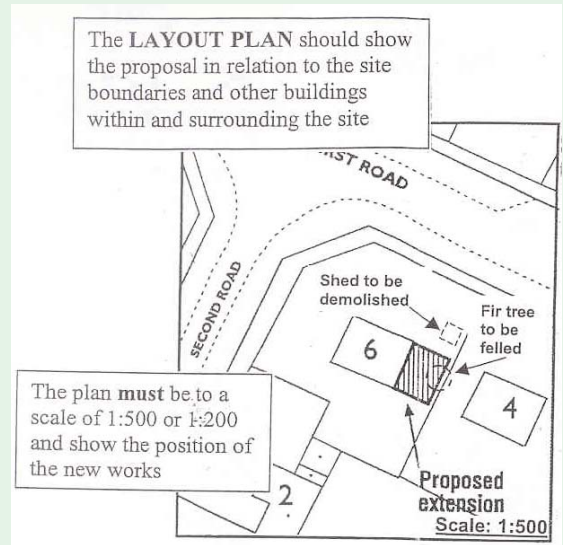 The LAYOUT PLAN should show
the proposal in relation to the site
boundaries and other buildings
within and surrounding the site
ROAD
SECOND ROAD
Shed to be
demolished
Fir tree
to be
felled
6
4
The plan must be to a
scale of 1:500 or 1:200
and show the position of
the new works
2
Proposed
extension
Scale: 1:500